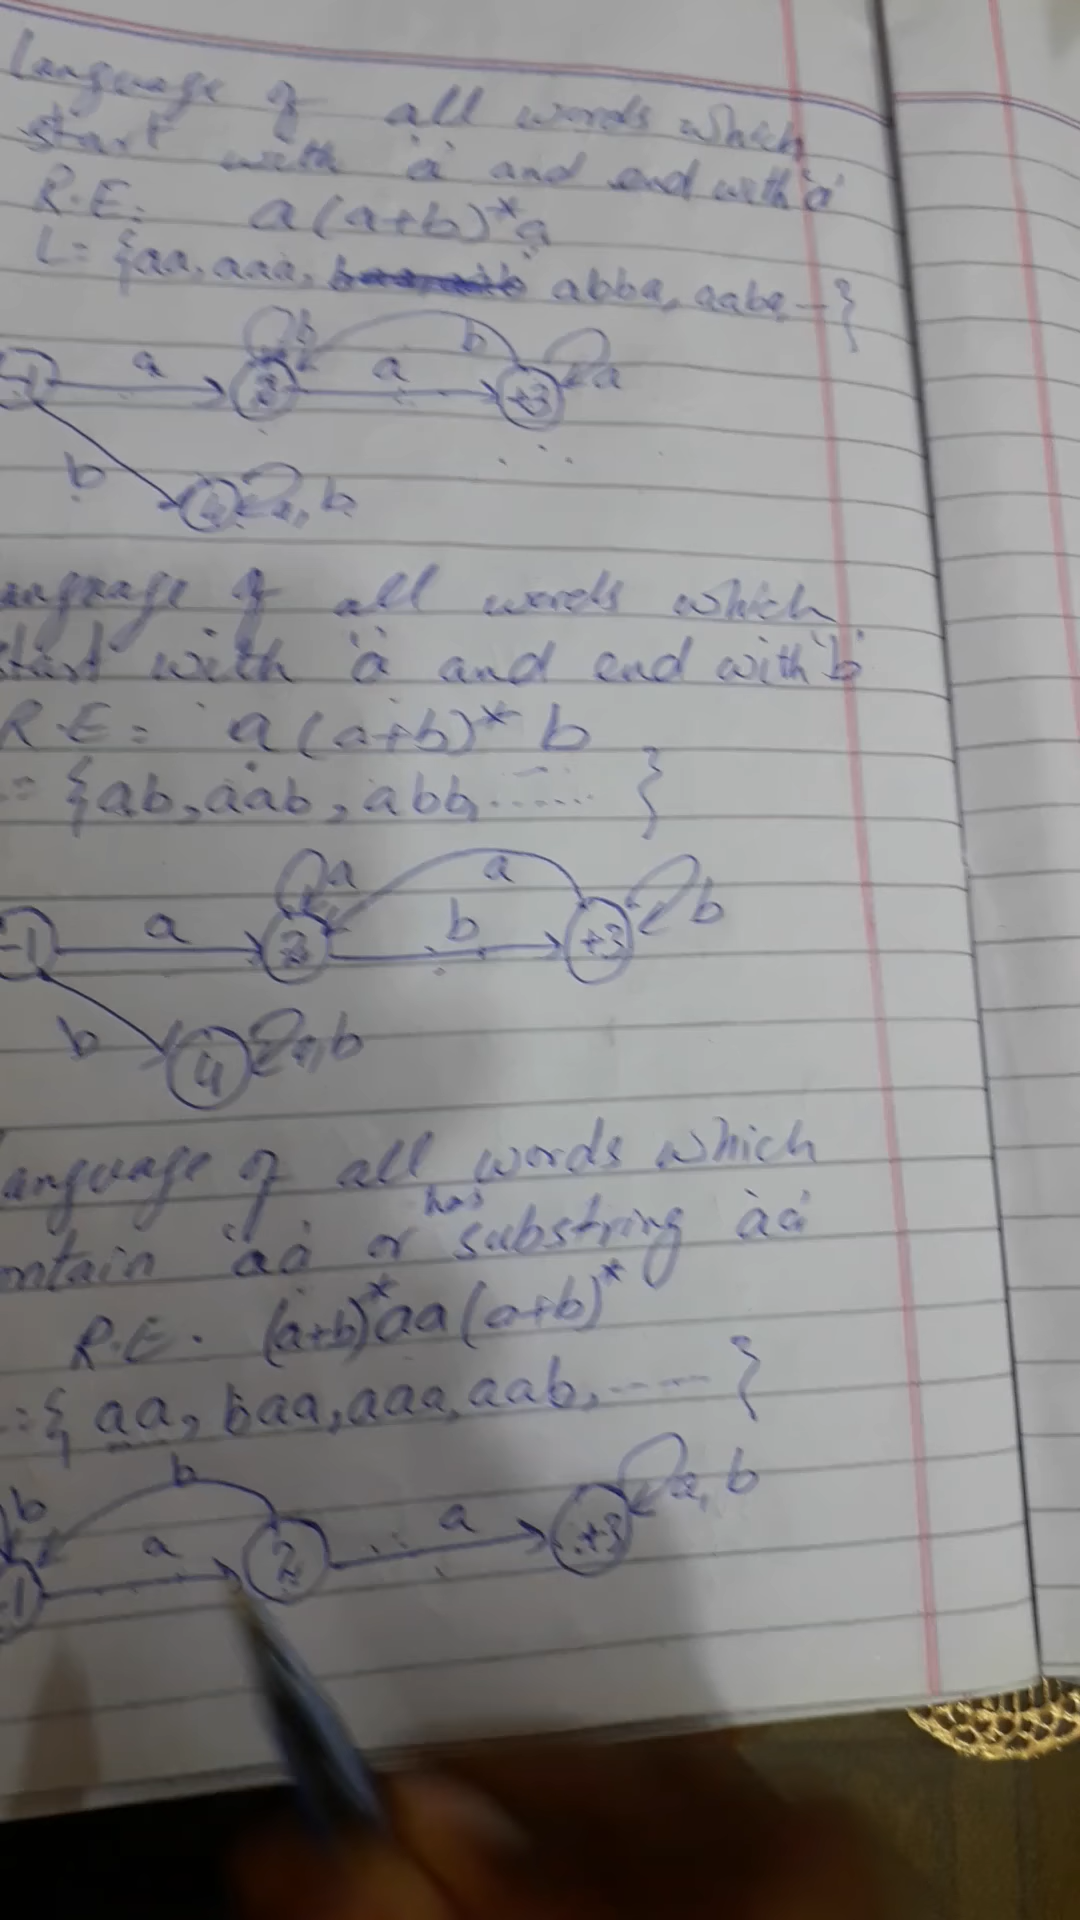 Language of all words which
start with 'a' and end with 'a'
R.E: a(a+b)*a
L= {aa, aaa, abba, aaba --}
-1 a 2 b a b +3 a
b 4 a, b
anguage of all words which
start with 'a' and end with 'b'
R.E= a(a+b)* b
= {ab, aab, abb, ...... }
-1 a 2 a b a +3 b
b 4 a, b
anguage of all words which
ntain 'aa' or has substring 'aa'
R.E. (a+b)*aa(a+b)*
= { aa, baa, aaa, aab, ------ }
b -1 a b 2 a +3 a, b